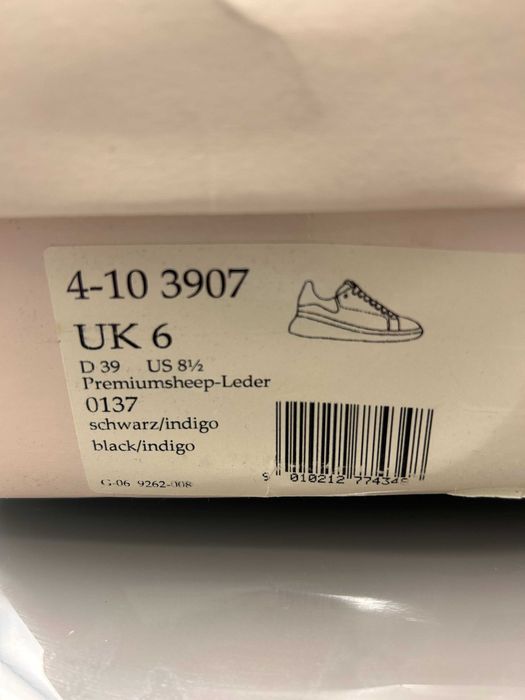 4-10 3907
UK 6
D 39 US 8½
Premiumsheep-Leder
0137
schwarz/indigo
black/indigo
G-06 9262-008
9 010212 774348